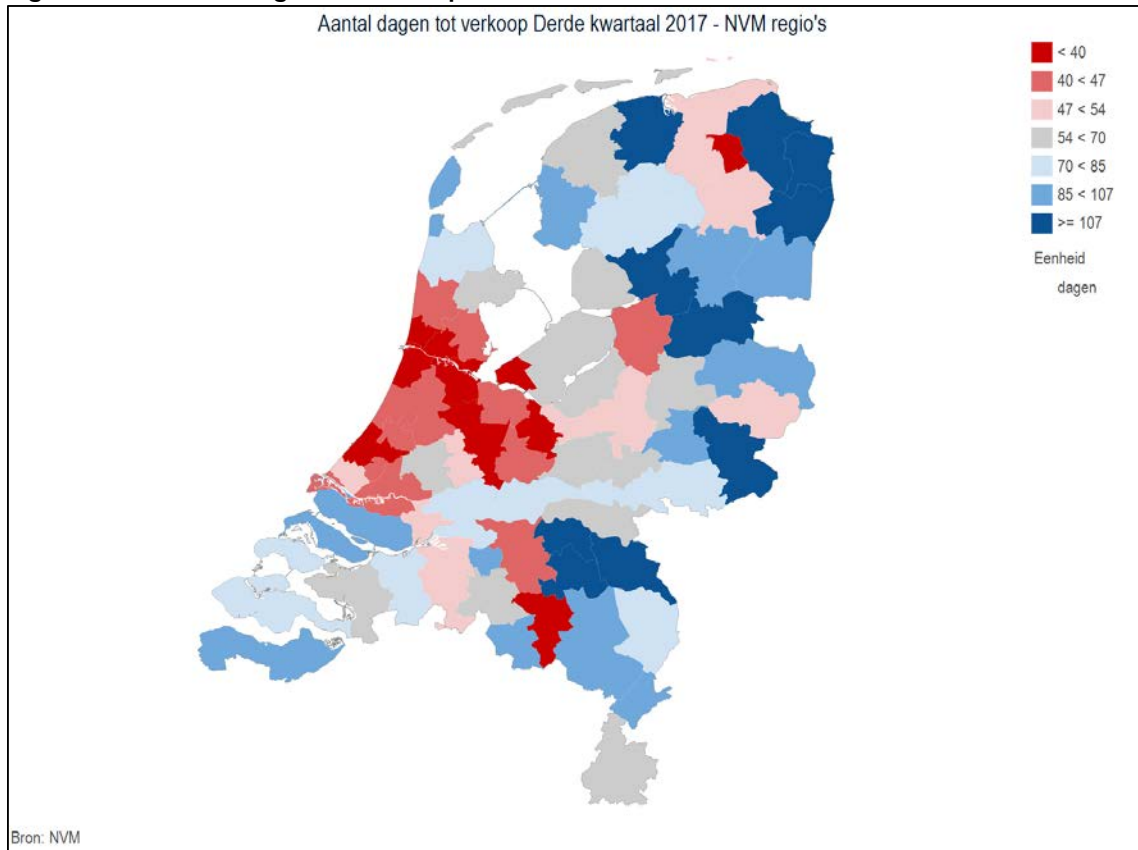 Aantal dagen tot verkoop Derde kwartaal 2017 - NVM regio's
< 40
40 < 47
47 < 54
54 < 70
70 < 85
85 < 107
>= 107
Eenheid
dagen
Bron: NVM